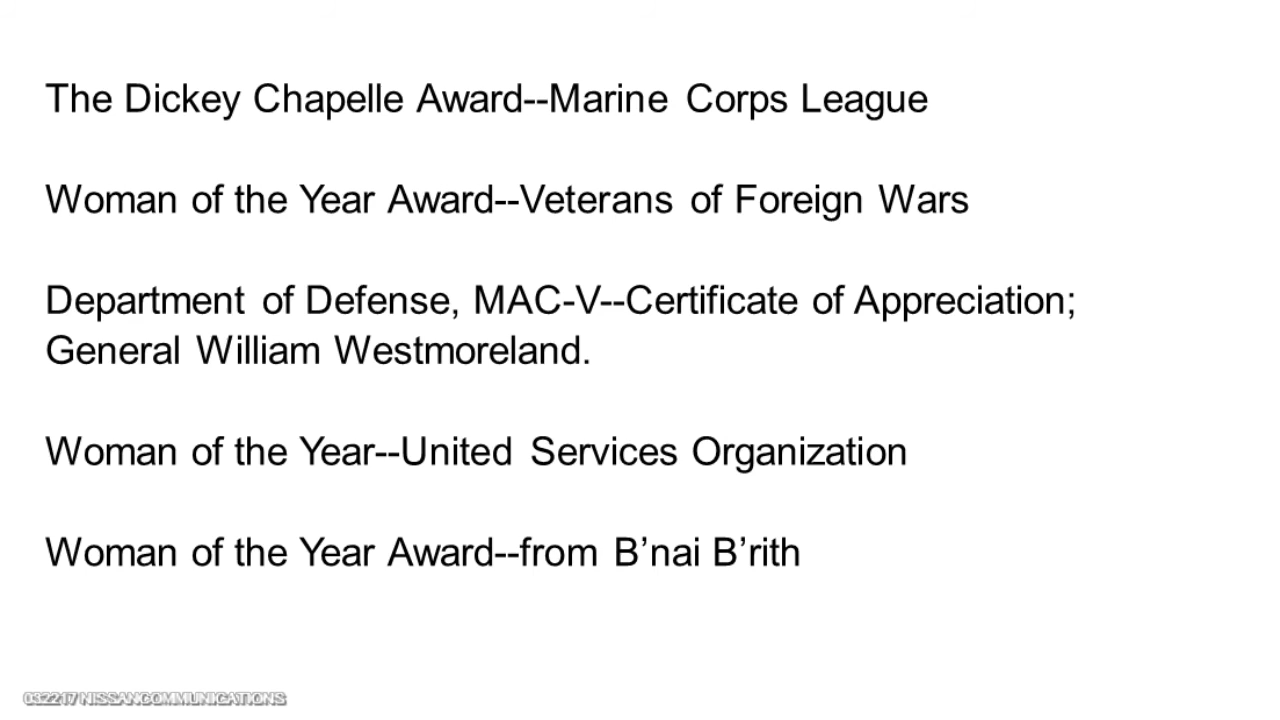 The Dickey Chapelle Award--Marine Corps League
Woman of the Year Award--Veterans of Foreign Wars
Department of Defense, MAC-V--Certificate of Appreciation;
General William Westmoreland.
Woman of the Year--United Services Organization
Woman of the Year Award--from B’nai B’rith
032217 NISSANCOMMUNICATIONS